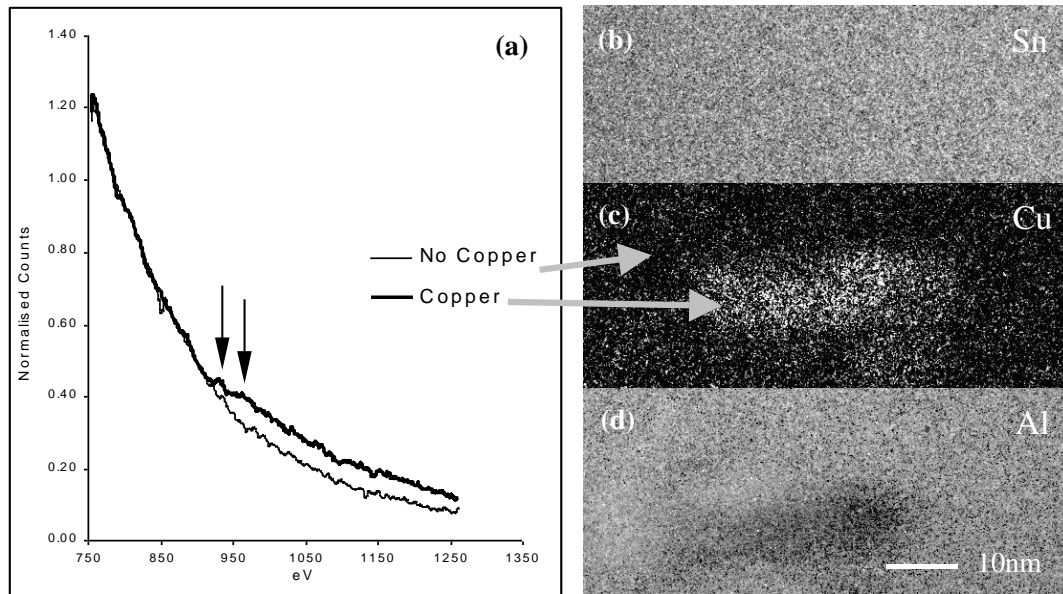 (a)
1.40
1.20
1.00
0.80
0.60
0.40
0.20
0.00
Normalised Counts
750 850 950 1050 1150 1250 1350
eV
No Copper
Copper
(b) Sn
(c) Cu
(d) Al
10nm